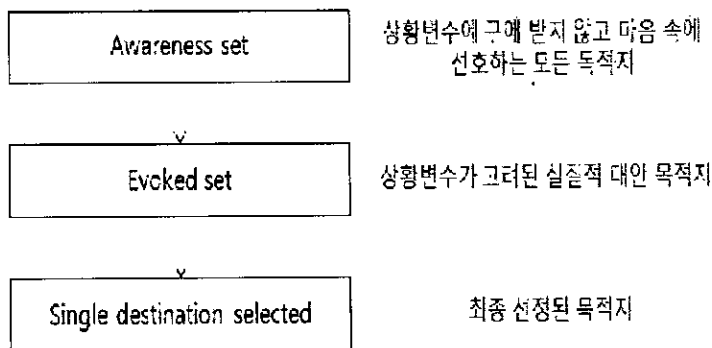 Awareness set
상황변수에 구애 받지 않고 마음 속에
선호하는 모든 목적지
Evoked set
상황변수가 고려된 실질적 대안 목적지
Single destination selected
최종 선정된 목적지